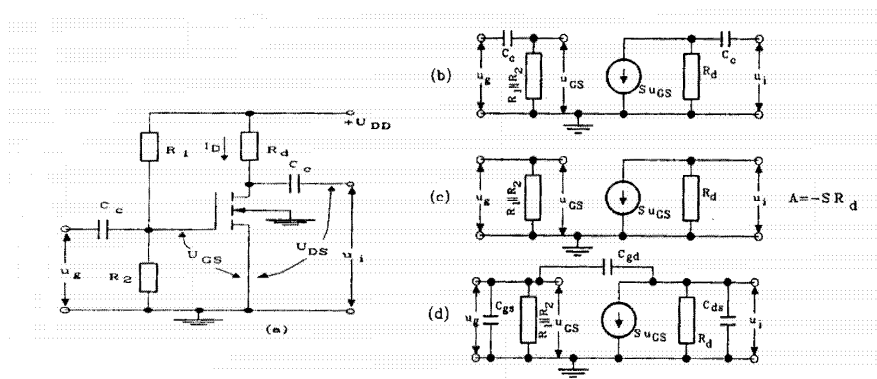 +U_DD
R_i
I_D
R_d
C_c
C_c
U_GS
U_DS
u_g
R_2
u_i
(a)
(b)
u_g
C_c
R_1∥R_2
u_GS
Su_GS
R_d
C_c
u_i
(c)
u_g
R_1∥R_2
u_GS
Su_GS
R_d
u_i
A=-SR_d
(d)
C_gd
u_g
C_gs
R_1∥R_2
u_GS
Su_GS
R_d
C_ds
u_i